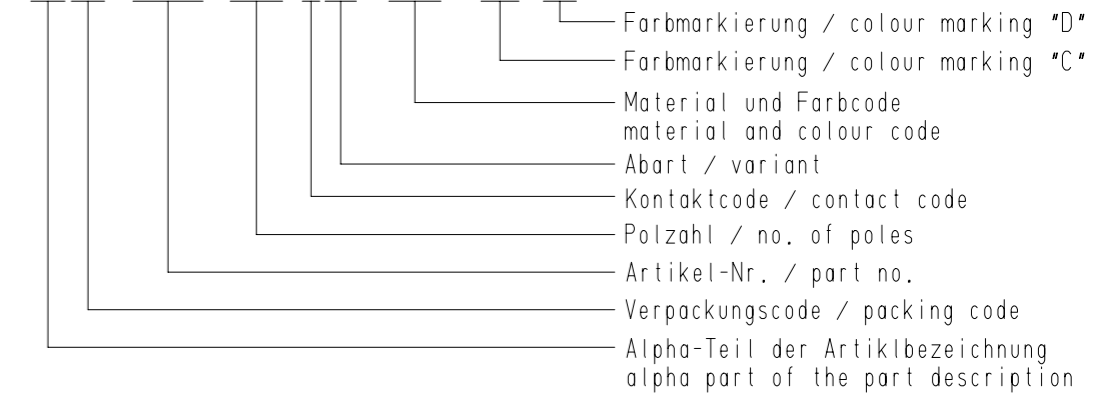 Farbmarkierung / colour marking "D"
Farbmarkierung / colour marking "C"
Material und Farbcode
material and colour code
Abart / variant
Kontaktcode / contact code
Polzahl / no. of poles
Artikel-Nr. / part no.
Verpackungscode / packing code
Alpha-Teil der Artiklbezeichnung
alpha part of the part description